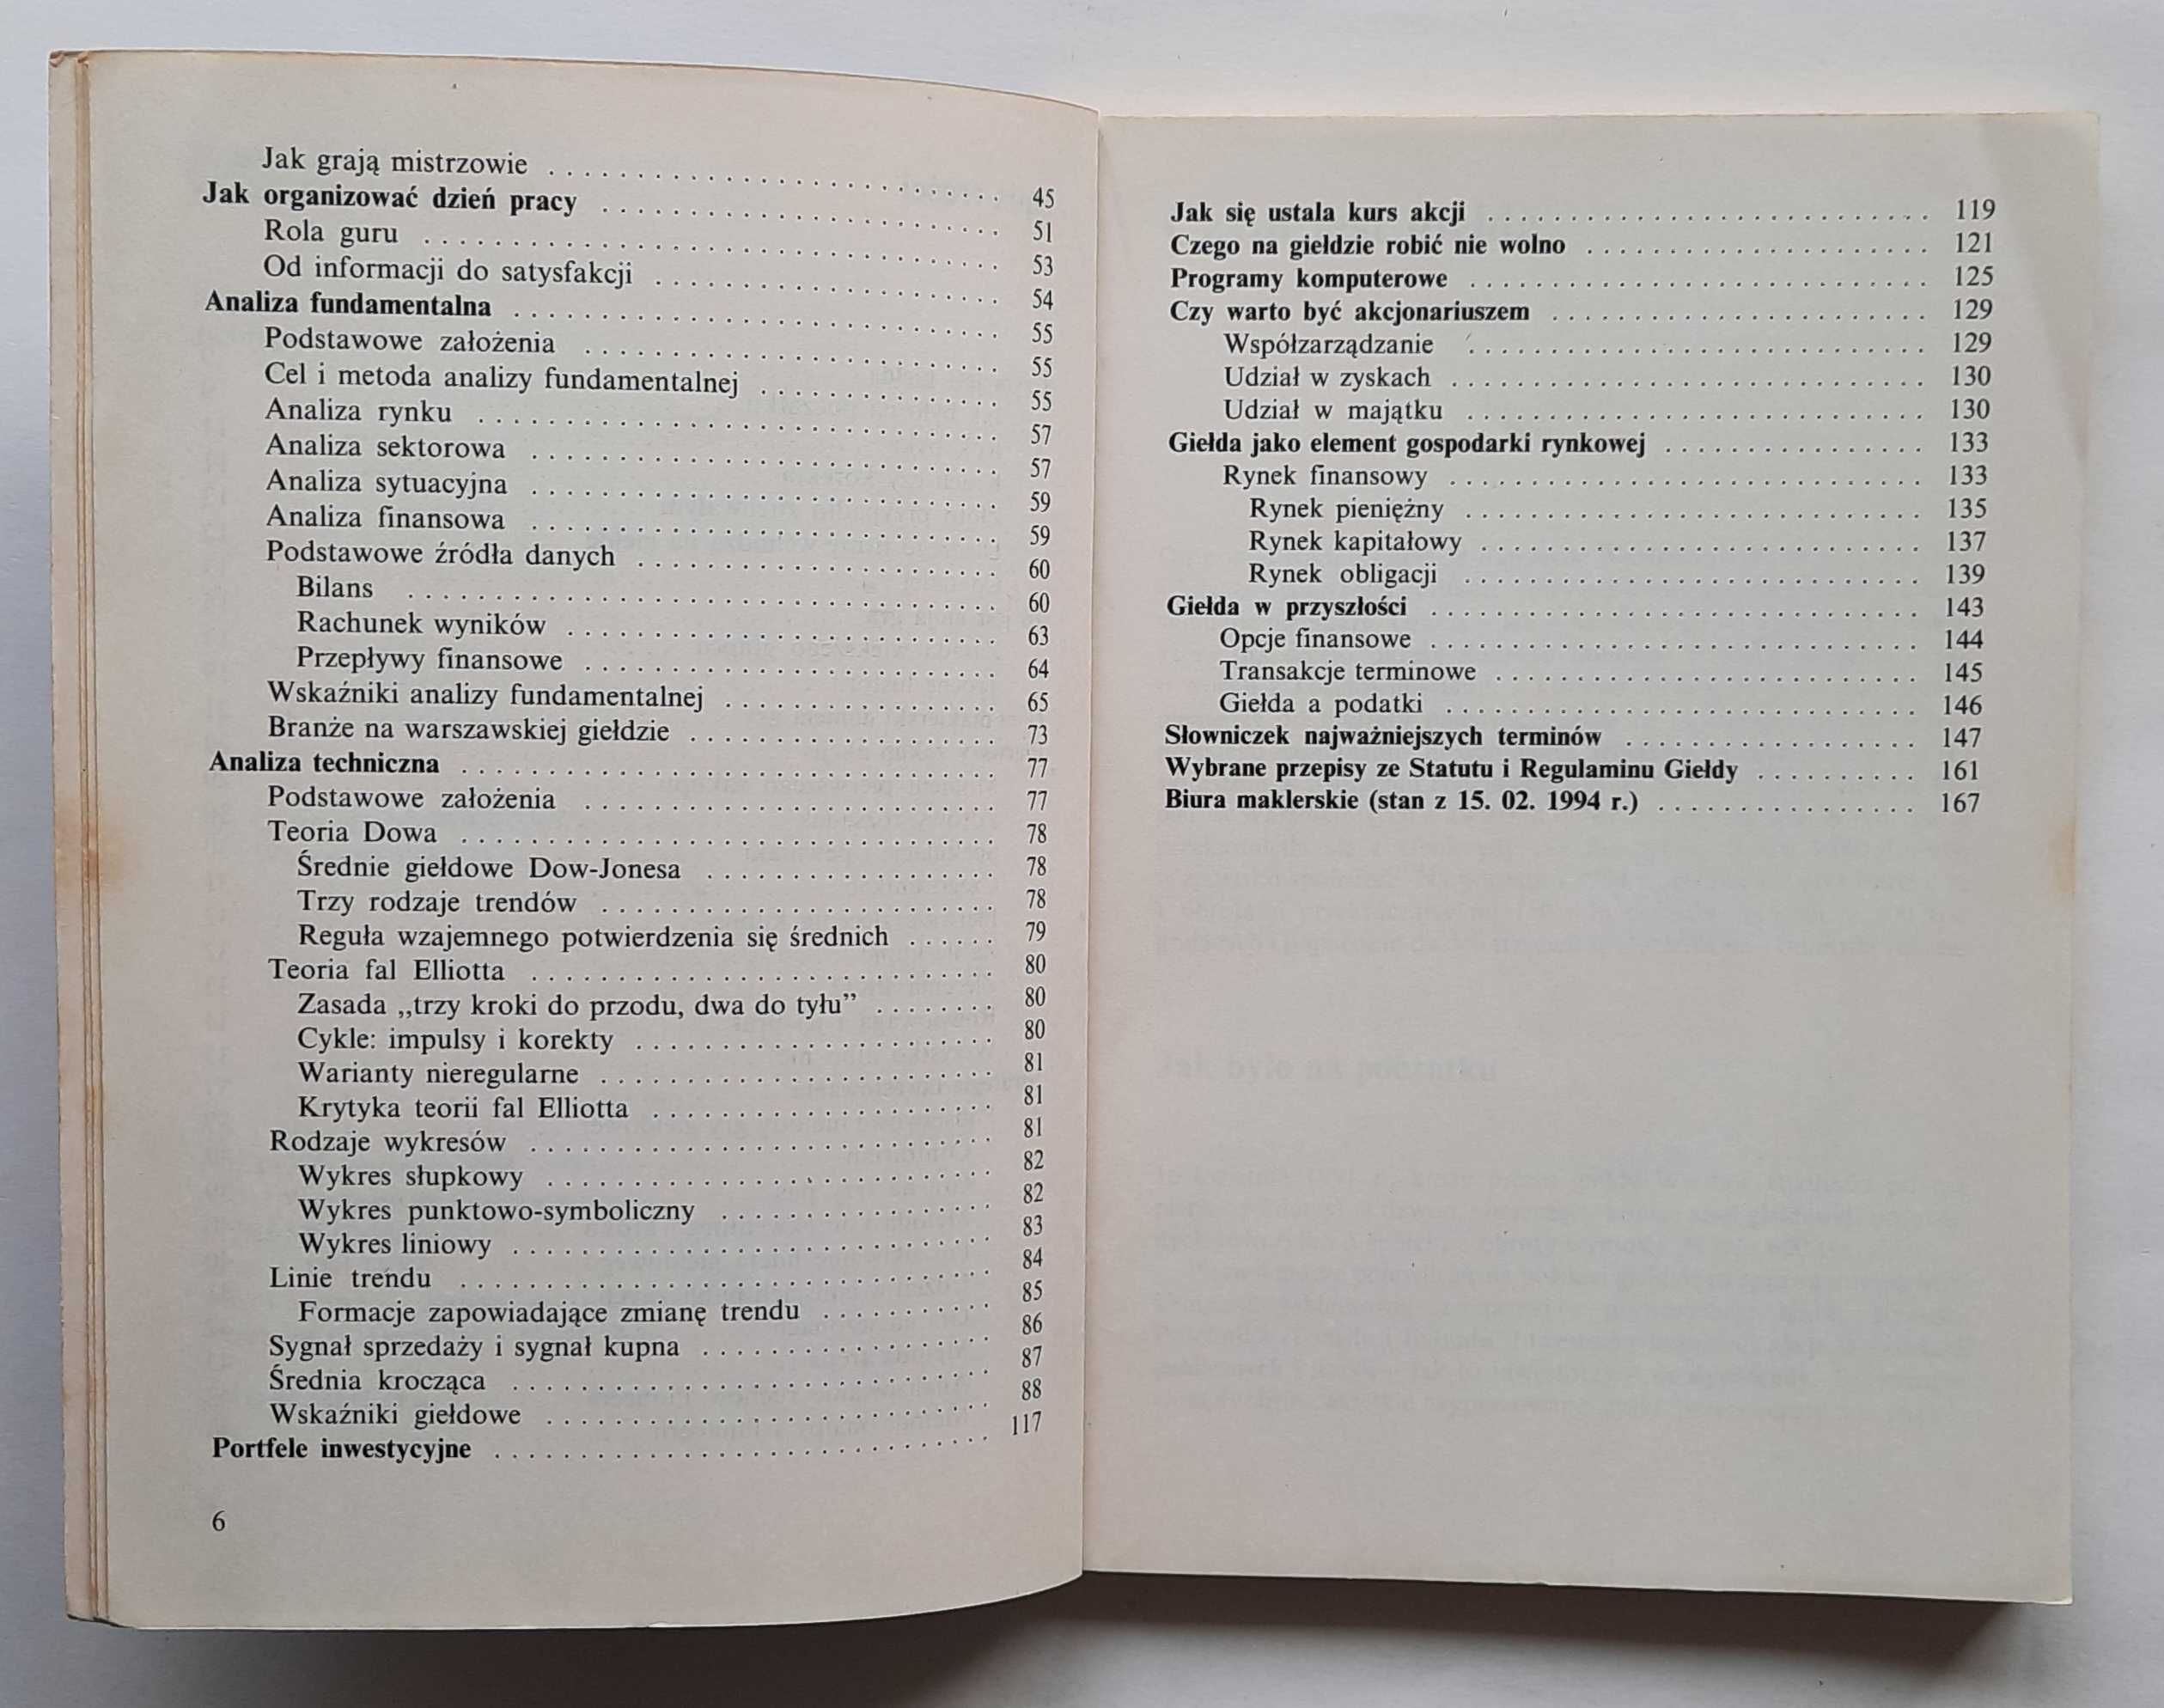 Jak grają mistrzowie . . . . . 45
Jak organizować dzień pracy . . . . . 51
Rola guru . . . . . 53
Od informacji do satysfakcji . . . . . 54
Analiza fundamentalna . . . . . 55
Podstawowe założenia . . . . . 55
Cel i metoda analizy fundamentalnej . . . . . 55
Analiza rynku . . . . . 57
Analiza sektorowa . . . . . 57
Analiza sytuacyjna . . . . . 59
Analiza finansowa . . . . . 59
Podstawowe źródła danych . . . . . 60
Bilans . . . . . 60
Rachunek wyników . . . . . 63
Przepływy finansowe . . . . . 64
Wskaźniki analizy fundamentalnej . . . . . 65
Branże na warszawskiej giełdzie . . . . . 73
Analiza techniczna . . . . . 77
Podstawowe założenia . . . . . 77
Teoria Dowa . . . . . 78
Średnie giełdowe Dow-Jonesa . . . . . 78
Trzy rodzaje trendów . . . . . 78
Reguła wzajemnego potwierdzenia się średnich . . . . . 79
Teoria fal Elliotta . . . . . 80
Zasada „trzy kroki do przodu, dwa do tyłu” . . . . . 80
Cykle: impulsy i korekty . . . . . 80
Warianty nieregularne . . . . . 81
Krytyka teorii fal Elliotta . . . . . 81
Rodzaje wykresów . . . . . 81
Wykres słupkowy . . . . . 82
Wykres punktowo-symboliczny . . . . . 82
Wykres liniowy . . . . . 83
Linie trendu . . . . . 84
Formacje zapowiadające zmianę trendu . . . . . 85
Sygnał sprzedaży i sygnał kupna . . . . . 86
Średnia krocząca . . . . . 87
Wskaźniki giełdowe . . . . . 88
Portfele inwestycyjne . . . . . 117
6
Jak się ustala kurs akcji . . . . . 119
Czego na giełdzie robić nie wolno . . . . . 121
Programy komputerowe . . . . . 125
Czy warto być akcjonariuszem . . . . . 129
Współzarządzanie . . . . . 129
Udział w zyskach . . . . . 130
Udział w majątku . . . . . 130
Giełda jako element gospodarki rynkowej . . . . . 133
Rynek finansowy . . . . . 133
Rynek pieniężny . . . . . 135
Rynek kapitałowy . . . . . 137
Rynek obligacji . . . . . 139
Giełda w przyszłości . . . . . 143
Opcje finansowe . . . . . 144
Transakcje terminowe . . . . . 145
Giełda a podatki . . . . . 146
Słowniczek najważniejszych terminów . . . . . 147
Wybrane przepisy ze Statutu i Regulaminu Giełdy . . . . . 161
Biura maklerskie (stan z 15. 02. 1994 r.) . . . . . 167